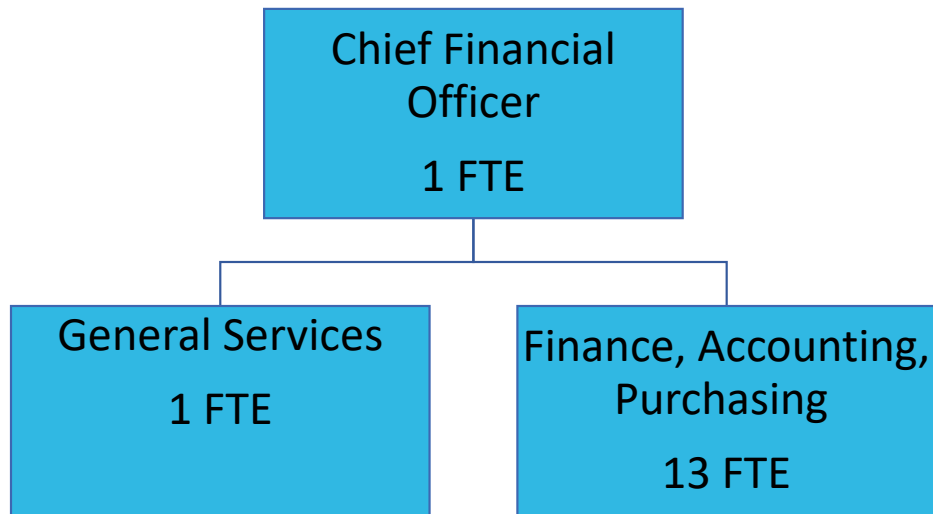 Chief Financial
Officer
1 FTE
General Services
1 FTE
Finance, Accounting,
Purchasing
13 FTE